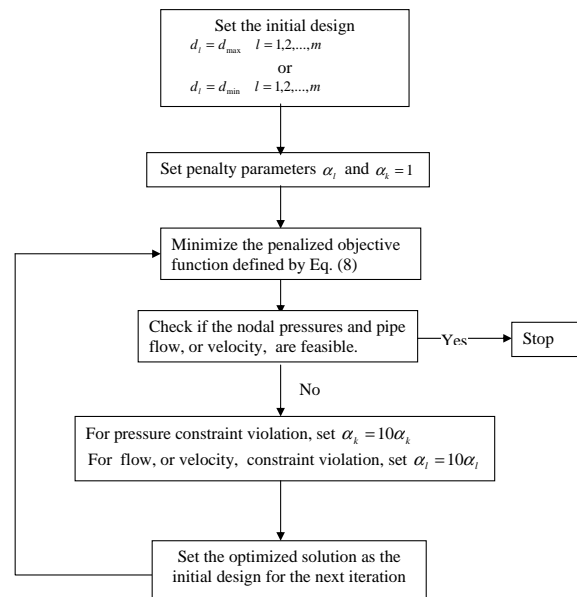 Set the initial design
d_l = d_max l = 1,2,...,m
or
d_l = d_min l = 1,2,...,m
Set penalty parameters α_l and α_k = 1
Minimize the penalized objective
function defined by Eq. (8)
Check if the nodal pressures and pipe
flow, or velocity, are feasible.
Yes
Stop
No
For pressure constraint violation, set α_k = 10α_k
For flow, or velocity, constraint violation, set α_l = 10α_l
Set the optimized solution as the
initial design for the next iteration